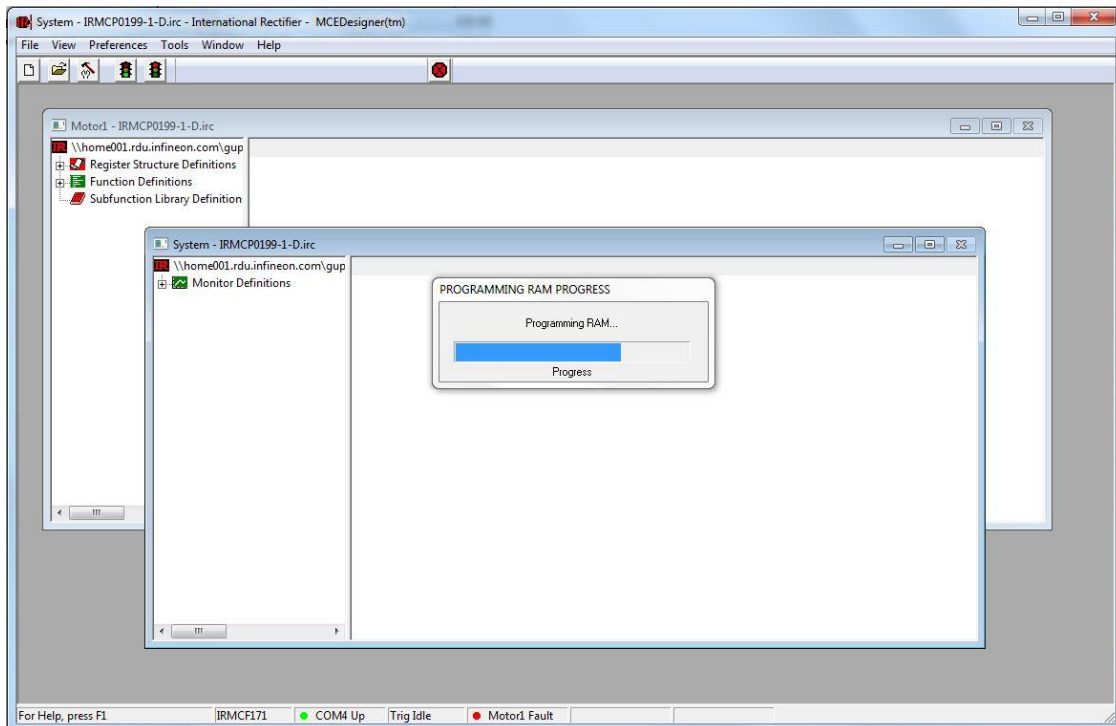 System - IRMCP0199-1-D.irc - International Rectifier - MCEDesigner(tm)
File View Preferences Tools Window Help
Motor1 - IRMCP0199-1-D.irc
IR \\home001.rdu.infineon.com\gup
Register Structure Definitions
Function Definitions
Subfunction Library Definition
System - IRMCP0199-1-D.irc
IR \\home001.rdu.infineon.com\gup
Monitor Definitions
PROGRAMMING RAM PROGRESS
Programming RAM...
Progress
For Help, press F1 IRMCF171 COM4 Up Trig Idle Motor1 Fault